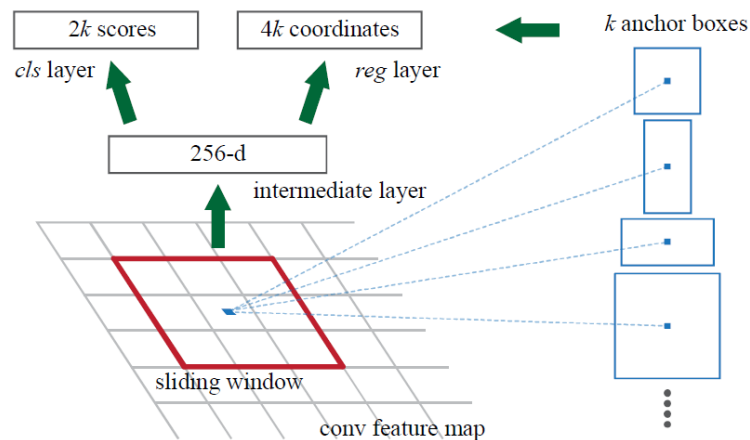 2k scores
4k coordinates
k anchor boxes
cls layer
reg layer
256-d
intermediate layer
sliding window
conv feature map